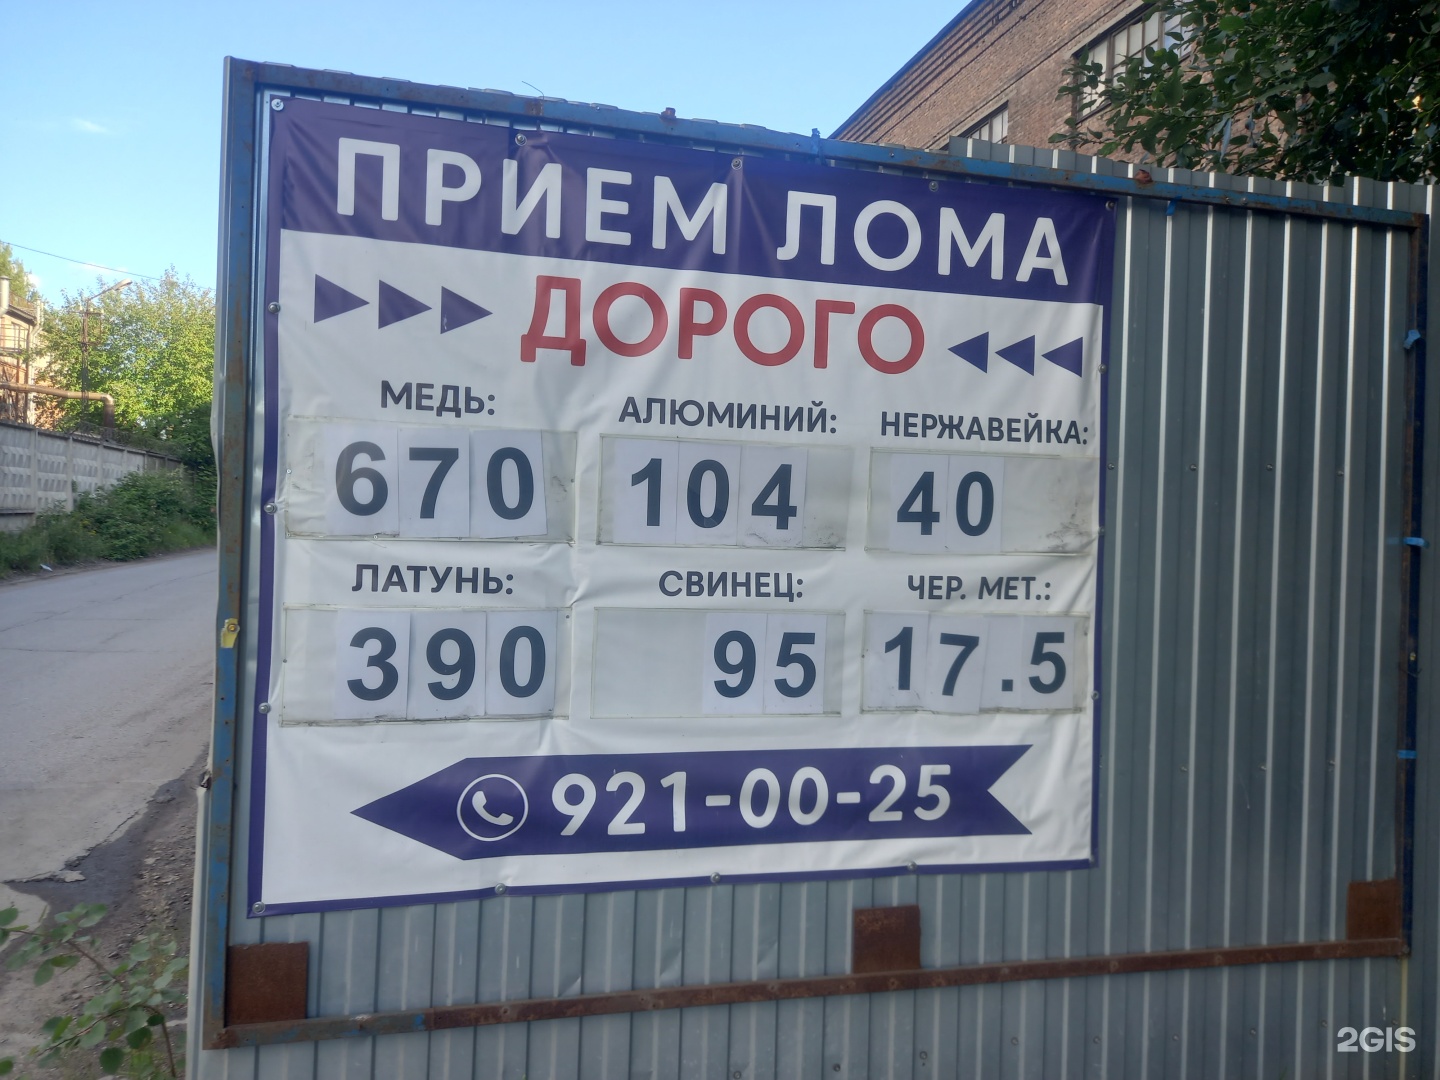 ПРИЕМ ЛОМА
ДОРОГО
МЕДЬ: АЛЮМИНИЙ: НЕРЖАВЕЙКА:
670 104 40
ЛАТУНЬ: СВИНЕЦ: ЧЕР. МЕТ.:
390 95 17.5
921-00-25
2GIS